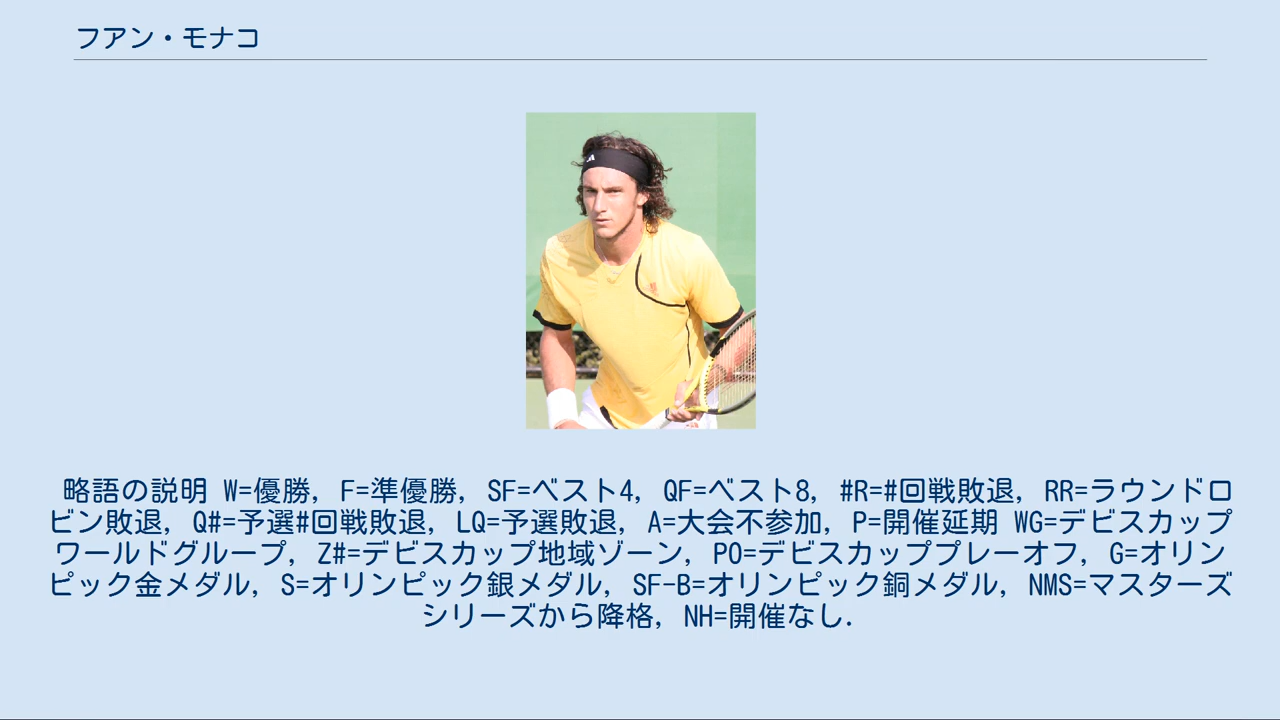 フアン・モナコ
略語の説明 W=優勝, F=準優勝, SF=ベスト4, QF=ベスト8, #R=#回戦敗退, RR=ラウンドロ
ビン敗退, Q#=予選#回戦敗退, LQ=予選敗退, A=大会不参加, P=開催延期 WG=デビスカップ
ワールドグループ, Z#=デビスカップ地域ゾーン, PO=デビスカッププレーオフ, G=オリン
ピック金メダル, S=オリンピック銀メダル, SF-B=オリンピック銅メダル, NMS=マスターズ
シリーズから降格, NH=開催なし.